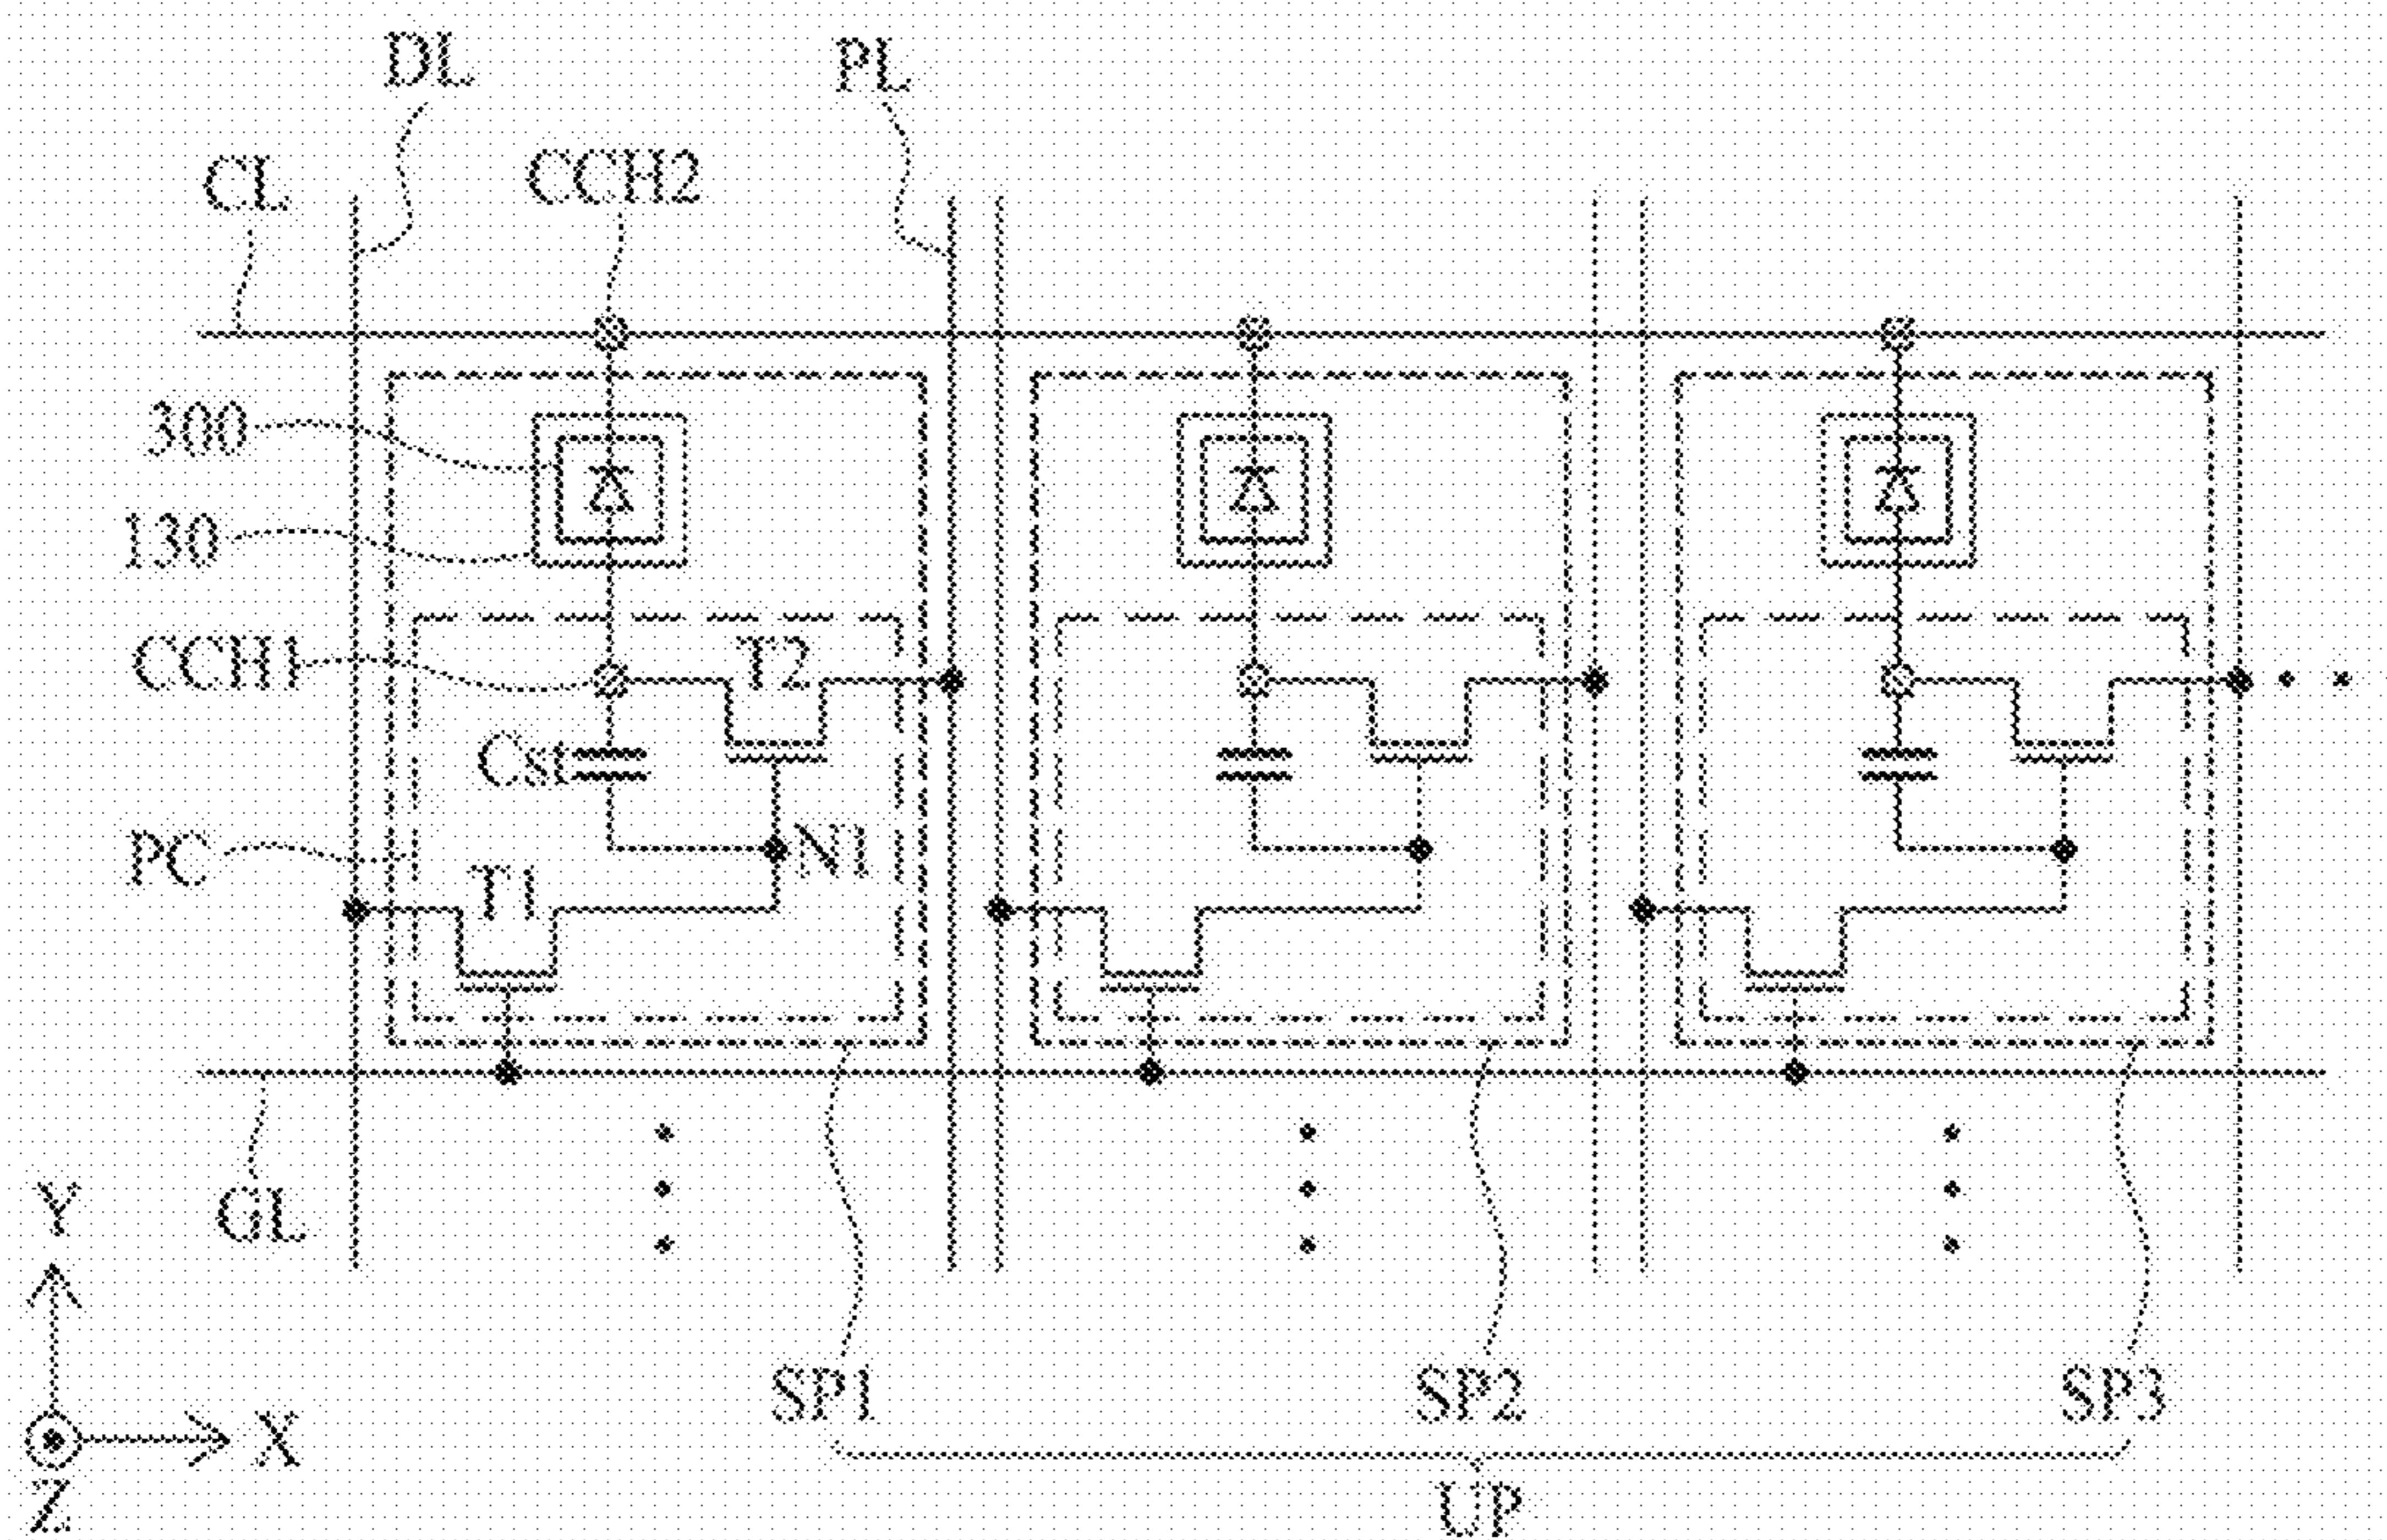 DL
PL
CL
CCH2
300
130
CCH1
T2
Cst
PC
N1
T1
GL
Y
X
Z
SP1
SP2
SP3
UP